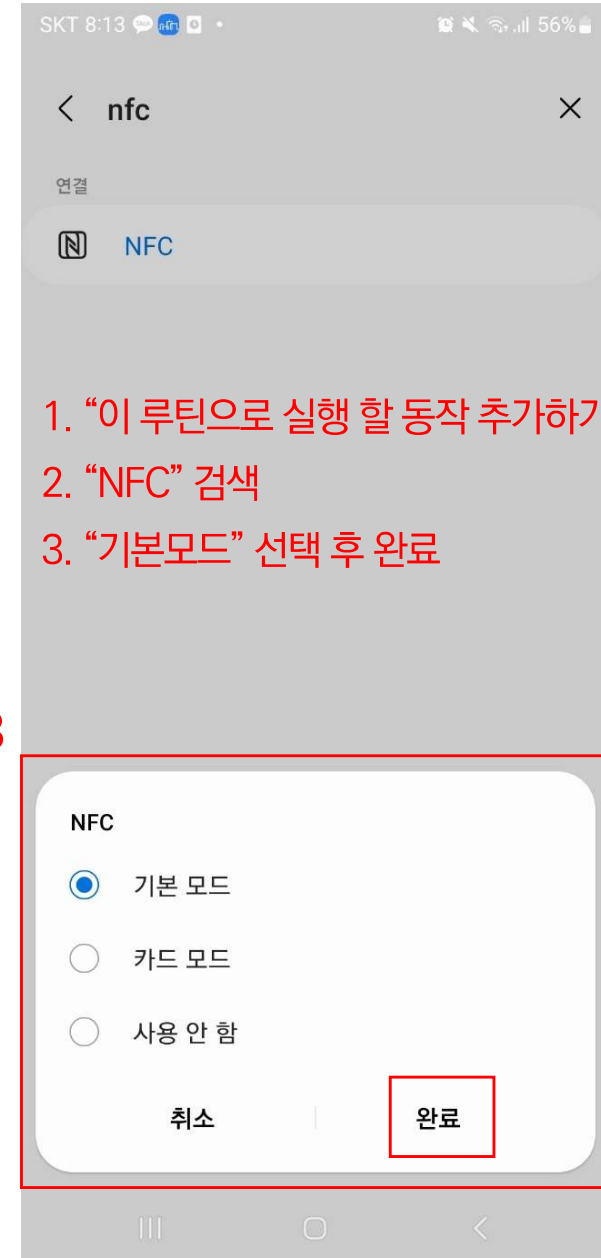 SKT 8:13
56%
nfc
연결
NFC
1. “이 루틴으로 실행 할 동작 추가하기
2. “NFC” 검색
3. “기본모드” 선택 후 완료
NFC
기본 모드
카드 모드
사용 안 함
취소
완료